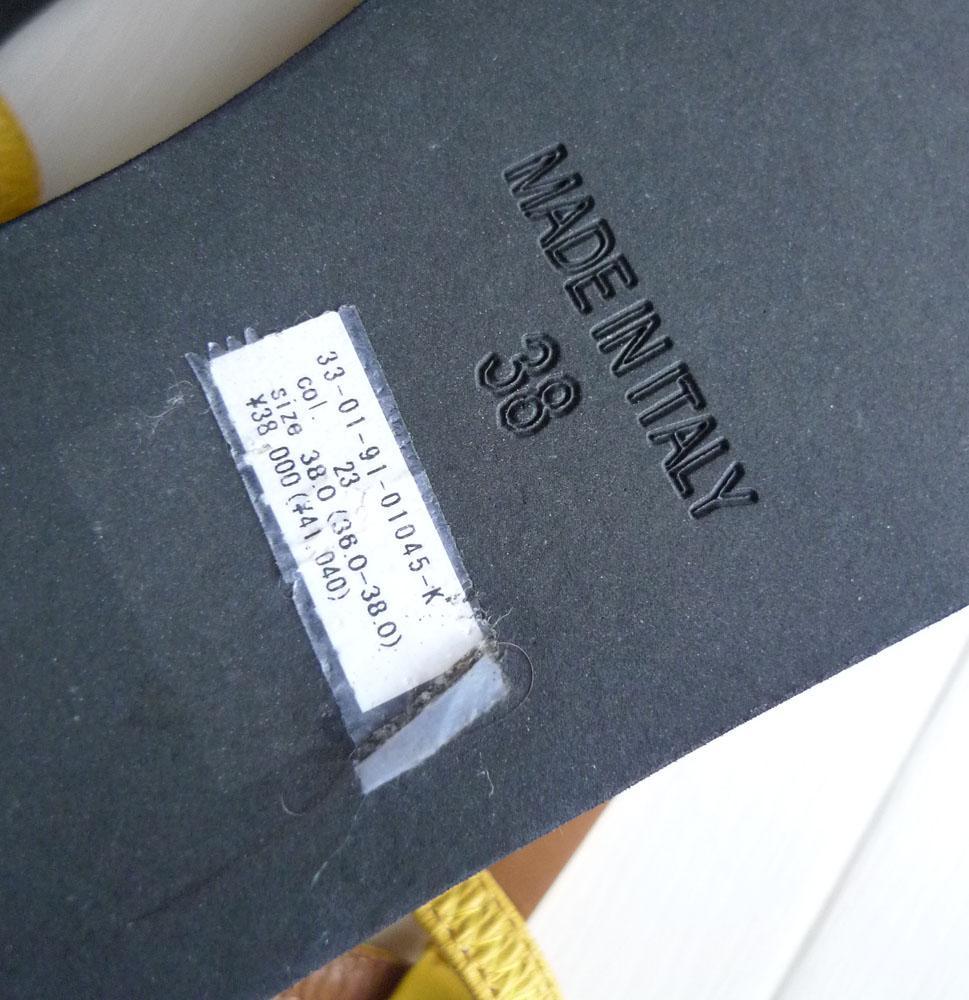 MADE IN ITALY
38
33-01-91-01045-K
col. 23
size 38.0 (38.0-38.0)
¥38,000 (¥41,040)